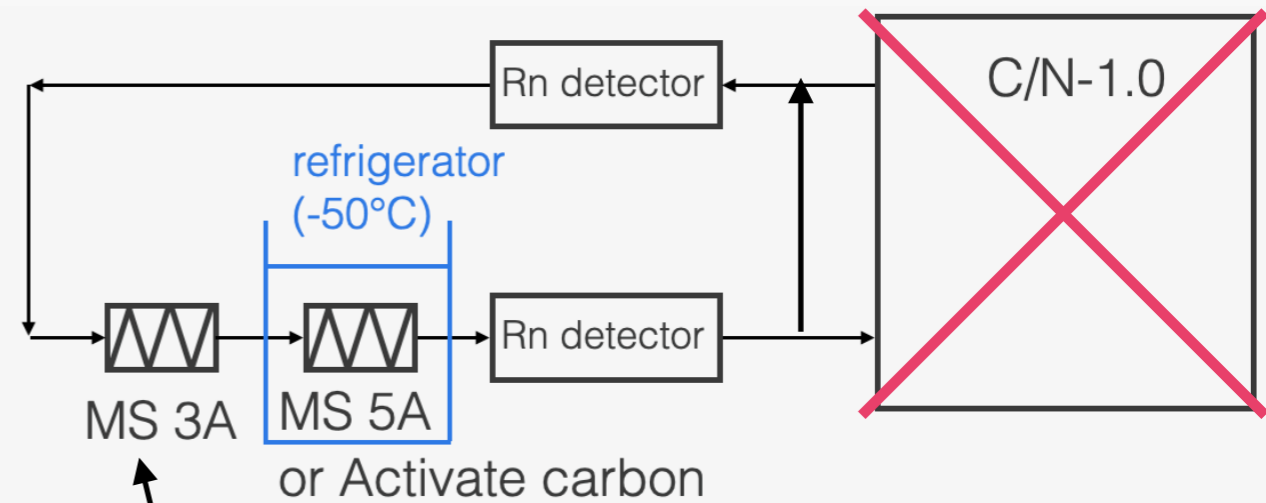 Rn detector
C/N-1.0
refrigerator
(-50°C)
Rn detector
MS 3A
MS 5A
or Activate carbon